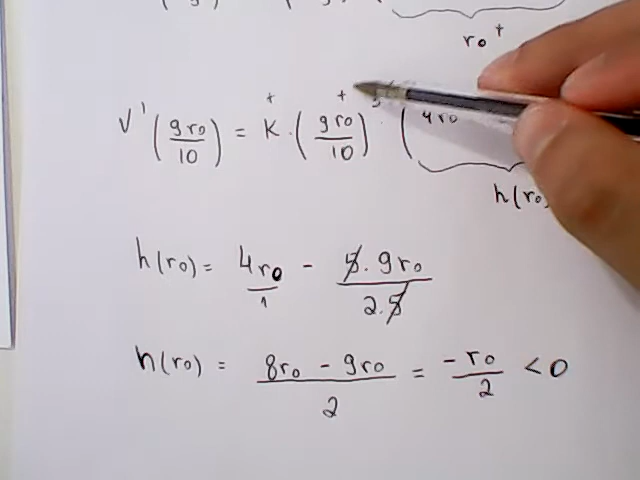 r₀ +
+ +
V'(9r₀/10) = K · (9r₀/10)³ · (4r₀
h(r₀)
h(r₀) = 4r₀/1 - 5·9r₀/2·5
h(r₀) = 8r₀ - 9r₀/2 = -r₀/2 < 0